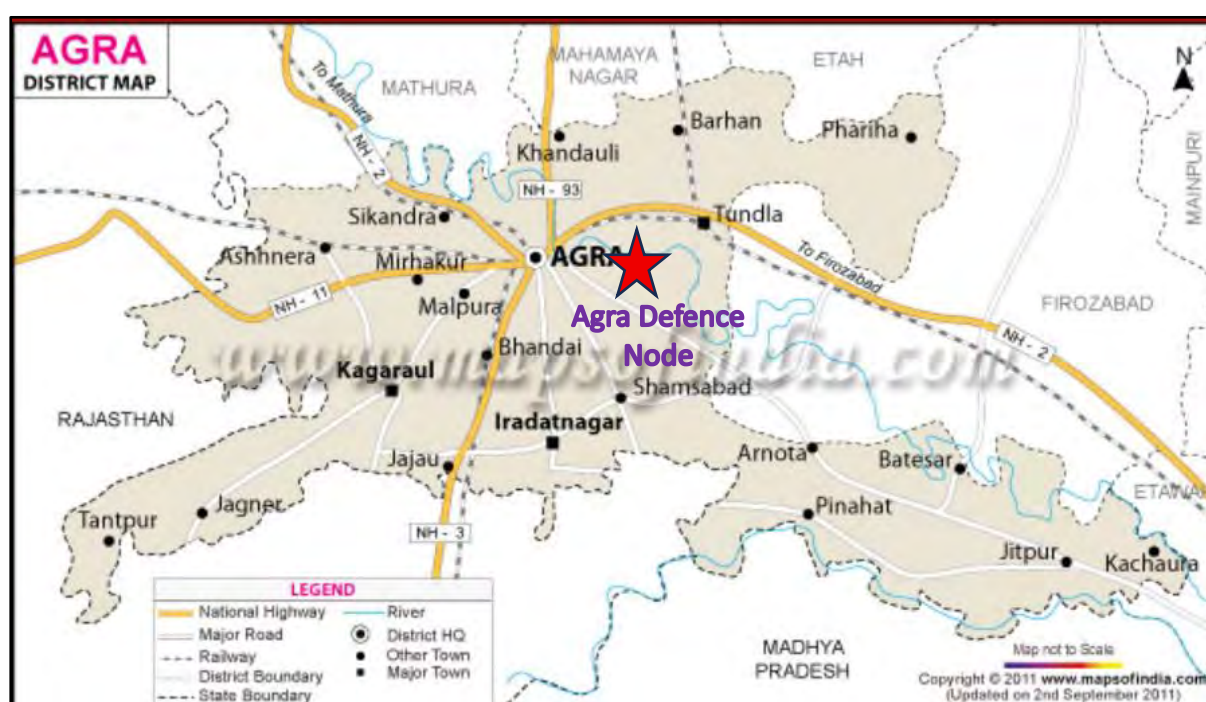 AGRA
DISTRICT MAP
MAHAMAYA
NAGAR
ETAH
N
MATHURA
To Mathura
NH - 2
Khandauli
Barhan
Phariha
MAINPURI
NH - 93
Sikandra
Tundla
Ashhnera
Mirhakur
AGRA
To Firozabad
NH - 11
Malpura
Agra Defence
Node
FIROZABAD
NH - 2
www.mapsofindia.com
Bhandai
Kagaraul
Shamsabad
RAJASTHAN
Iradatnagar
Jajau
Arnota
Batesar
ETAWAH
Jagner
Pinahat
Tantpur
NH - 3
Jitpur
Kachaura
LEGEND
National Highway
River
Major Road
District HQ
Railway
Other Town
District Boundary
Major Town
State Boundary
MADHYA
PRADESH
Map not to Scale
Copyright © 2011 www.mapsofindia.com
(Updated on 2nd September 2011)